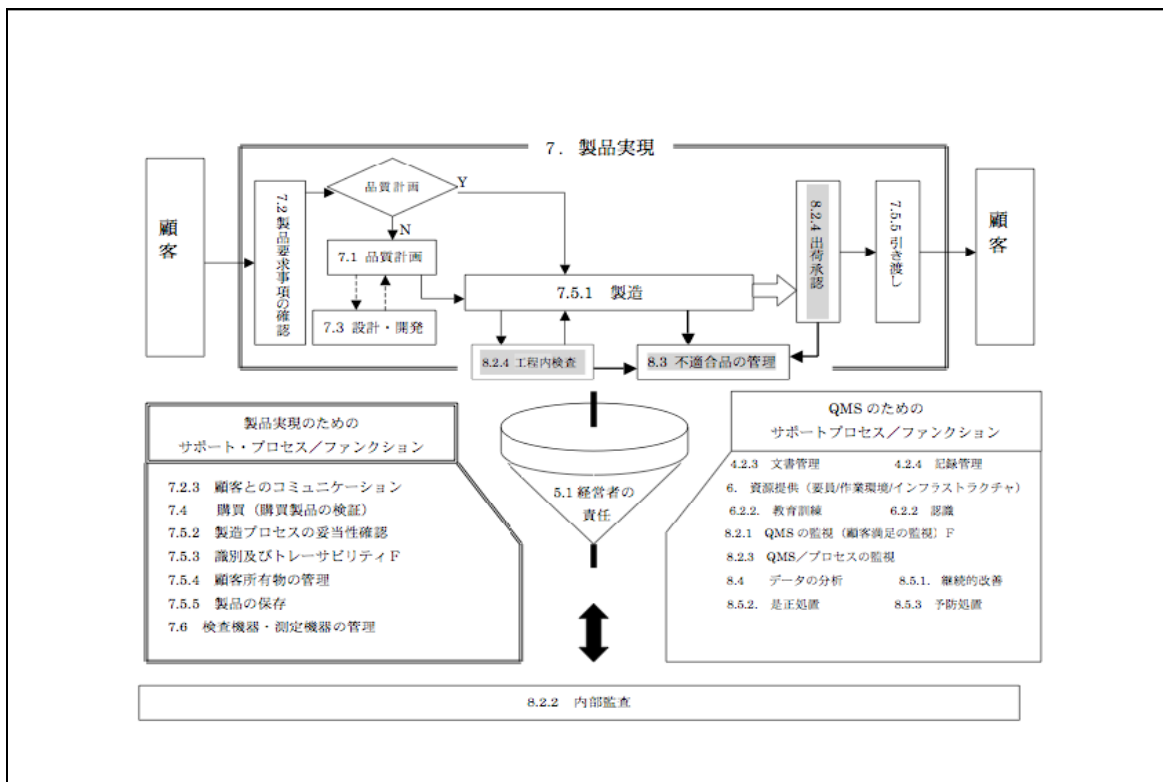 7. 製品実現
顧客
7.2 製品要求事項の確認
品質計画
Y
N
7.1 品質計画
7.3 設計・開発
7.5.1 製造
8.2.4 工程内検査
8.3 不適合品の管理
8.2.4 出荷承認
7.5.5 引き渡し
顧客
製品実現のための
サポート・プロセス／ファンクション
7.2.3 顧客とのコミュニケーション
7.4 購買（購買製品の検証）
7.5.2 製造プロセスの妥当性確認
7.5.3 識別及びトレーサビリティF
7.5.4 顧客所有物の管理
7.5.5 製品の保存
7.6 検査機器・測定機器の管理
5.1 経営者の
責任
QMS のための
サポートプロセス／ファンクション
4.2.3 文書管理 4.2.4 記録管理
6. 資源提供（要員/作業環境/インフラストラクチャ）
6.2.2. 教育訓練 6.2.2 認識
8.2.1 QMS の監視（顧客満足の監視）F
8.2.3 QMS／プロセスの監視
8.4 データの分析 8.5.1. 継続的改善
8.5.2. 是正処置 8.5.3 予防処置
8.2.2 内部監査